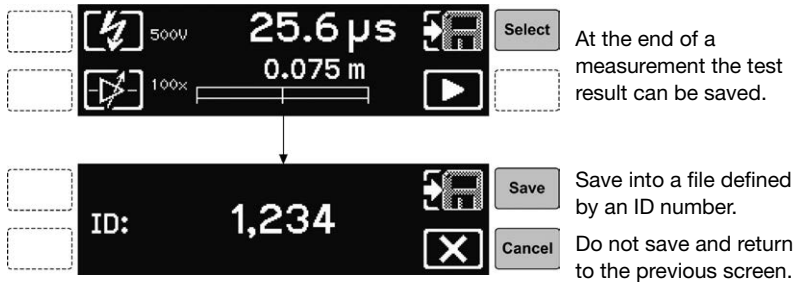 500V 25.6 µs Select
100x 0.075 m
At the end of a
measurement the test
result can be saved.
ID: 1,234
Save
Cancel
Save into a file defined
by an ID number.
Do not save and return
to the previous screen.